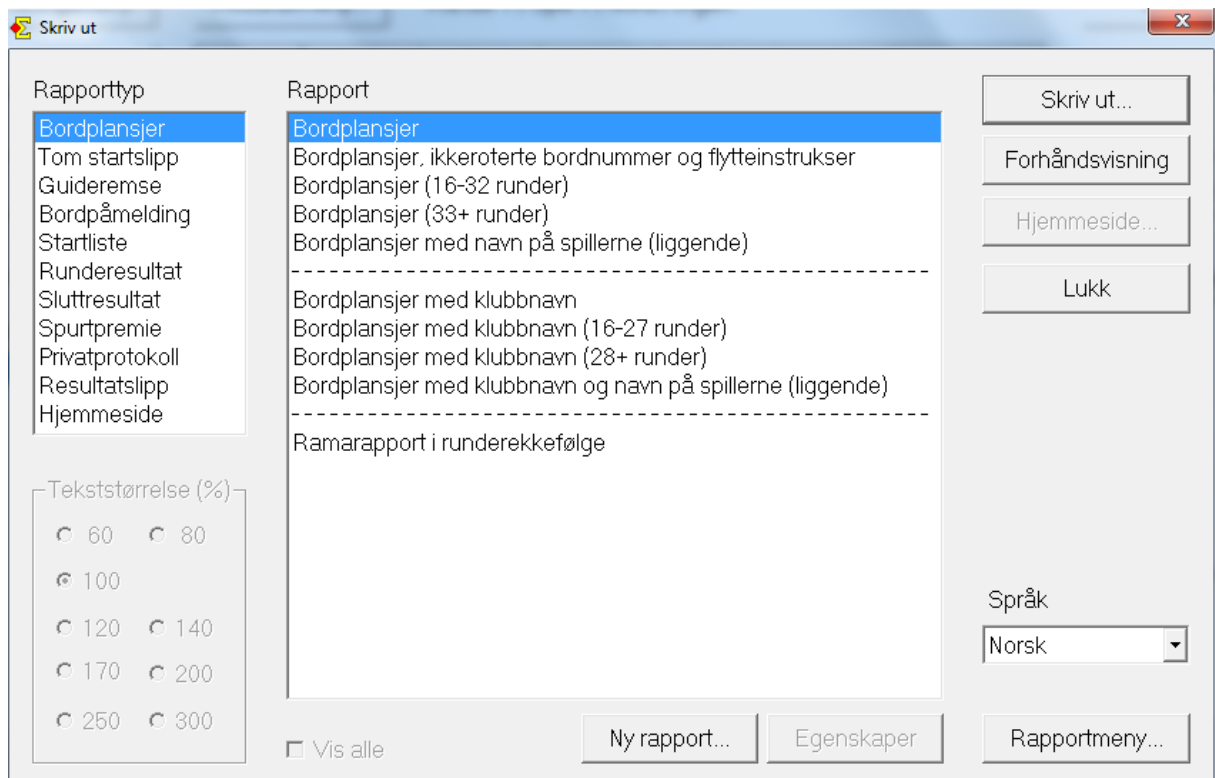 Skriv ut
Rapporttyp
Bordplansjer
Tom startslipp
Guideremse
Bordpåmelding
Startliste
Runderesultat
Sluttresultat
Spurtpremie
Privatprotokoll
Resultatslipp
Hjemmeside
Tekststørrelse (%)
60 80
100
120 140
170 200
250 300
Rapport
Bordplansjer
Bordplansjer, ikkeroterte bordnummer og flytteinstrukser
Bordplansjer (16-32 runder)
Bordplansjer (33+ runder)
Bordplansjer med navn på spillerne (liggende)
Bordplansjer med klubbnavn
Bordplansjer med klubbnavn (16-27 runder)
Bordplansjer med klubbnavn (28+ runder)
Bordplansjer med klubbnavn og navn på spillerne (liggende)
Ramarapport i runderekkefølge
Vis alle
Ny rapport...
Egenskaper
Skriv ut...
Forhåndsvisning
Hjemmeside...
Lukk
Språk
Norsk
Rapportmeny...